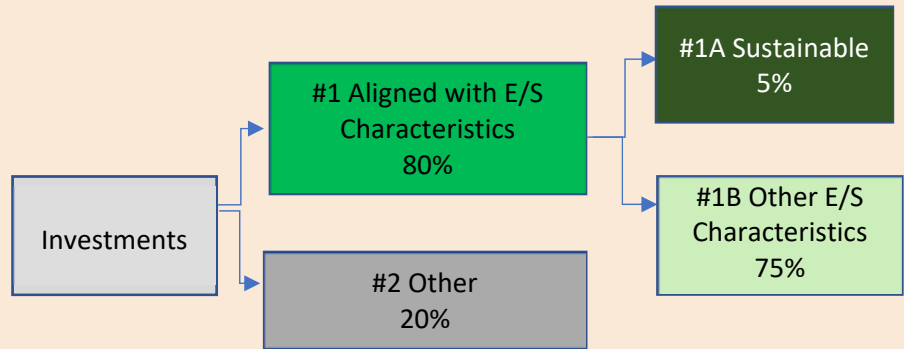 Investments
#1 Aligned with E/S
Characteristics
80%
#2 Other
20%
#1A Sustainable
5%
#1B Other E/S
Characteristics
75%